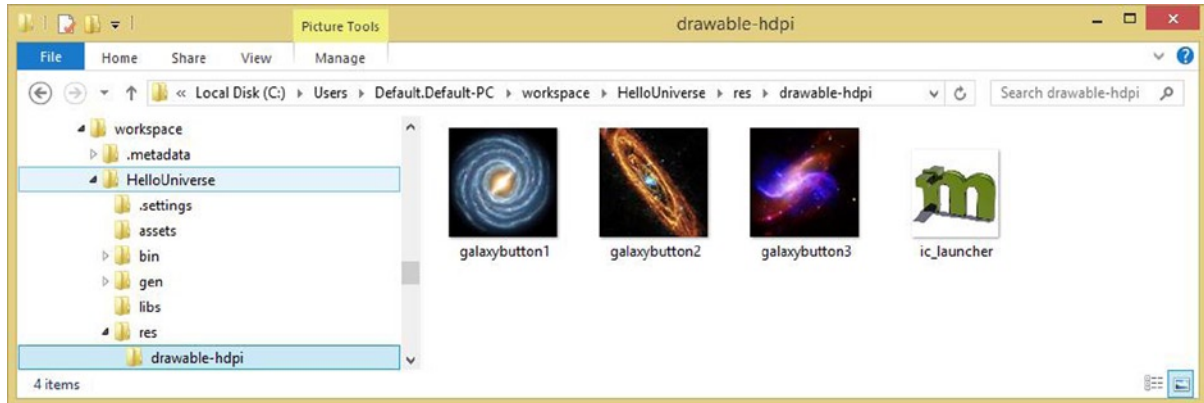 Picture Tools
drawable-hdpi
File
Home
Share
View
Manage
« Local Disk (C:) Users Default.Default-PC workspace HelloUniverse res drawable-hdpi
Search drawable-hdpi
workspace
.metadata
HelloUniverse
.settings
assets
bin
gen
libs
res
drawable-hdpi
galaxybutton1
galaxybutton2
galaxybutton3
m
ic_launcher
4 items